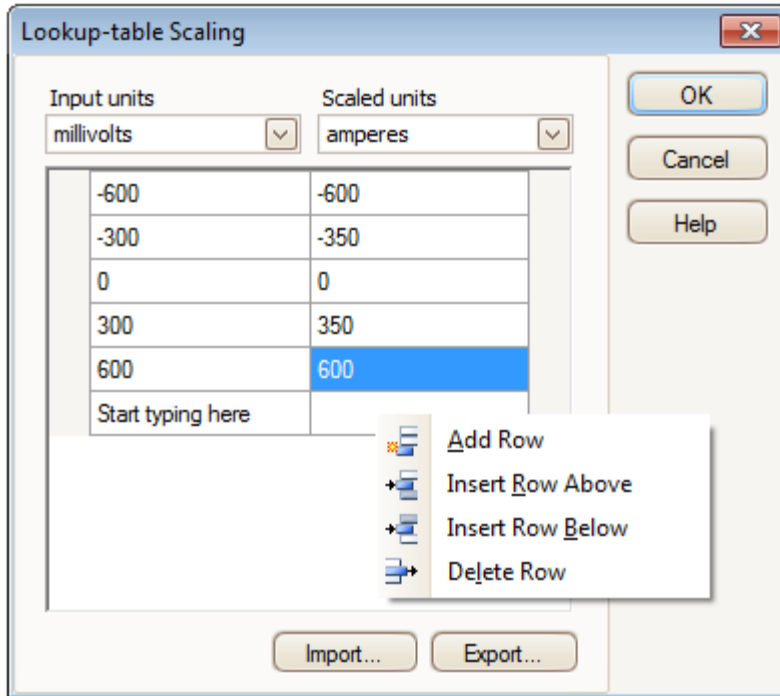 Lookup-table Scaling
Input units Scaled units
millivolts amperes
-600 -600
-300 -350
0 0
300 350
600 600
Start typing here
Add Row
Insert Row Above
Insert Row Below
Delete Row
Import... Export...
OK
Cancel
Help